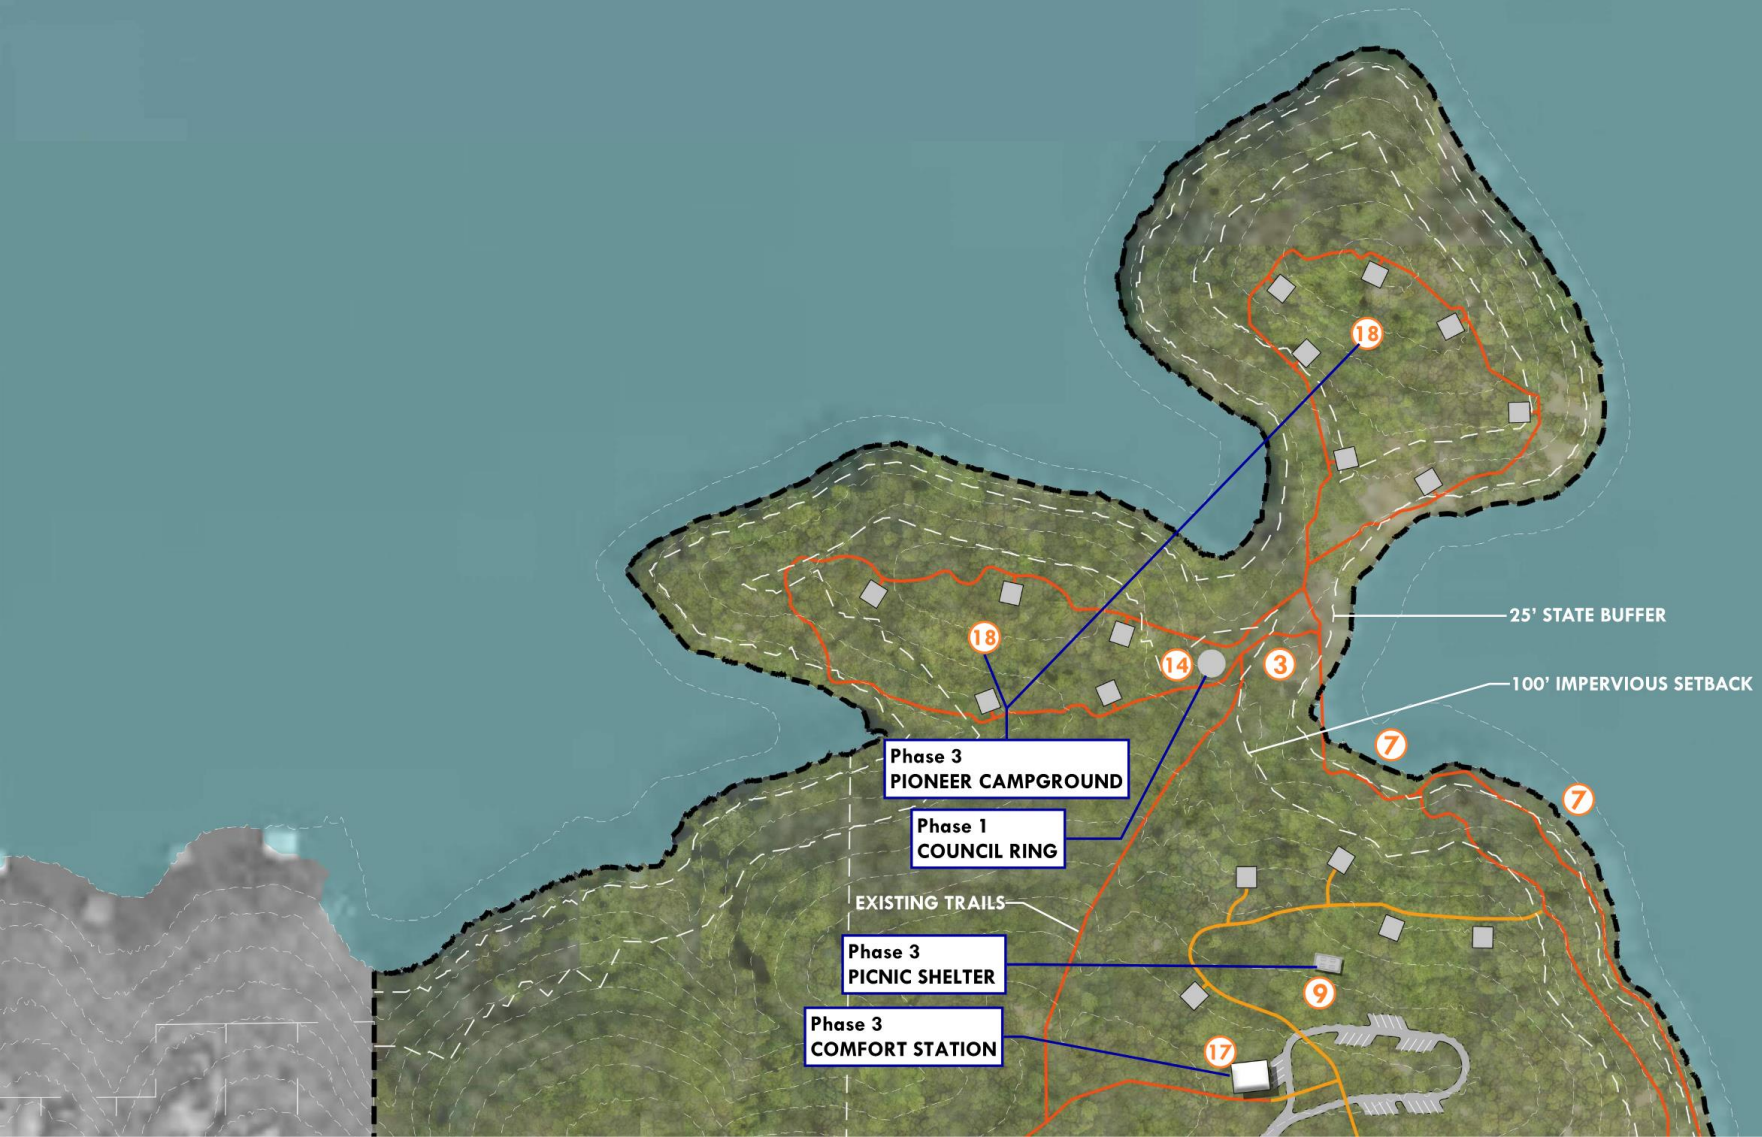 18
25' STATE BUFFER
18
14
3
100' IMPERVIOUS SETBACK
7
Phase 3
PIONEER CAMPGROUND
7
Phase 1
COUNCIL RING
EXISTING TRAILS
Phase 3
PICNIC SHELTER
9
Phase 3
COMFORT STATION
17